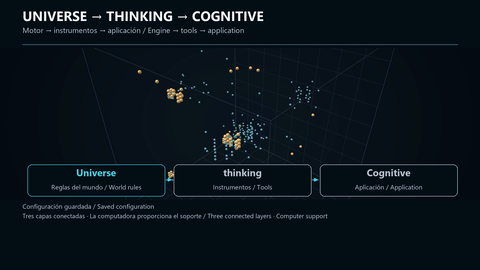 UNIVERSE → THINKING → COGNITIVE
Motor → instrumentos → aplicación / Engine → tools → application
Universe
Reglas del mundo / World rules
thinking
Instrumentos / Tools
Cognitive
Aplicación / Application
Configuración guardada / Saved configuration
Tres capas conectadas · La computadora proporciona el soporte / Three connected layers · Computer support